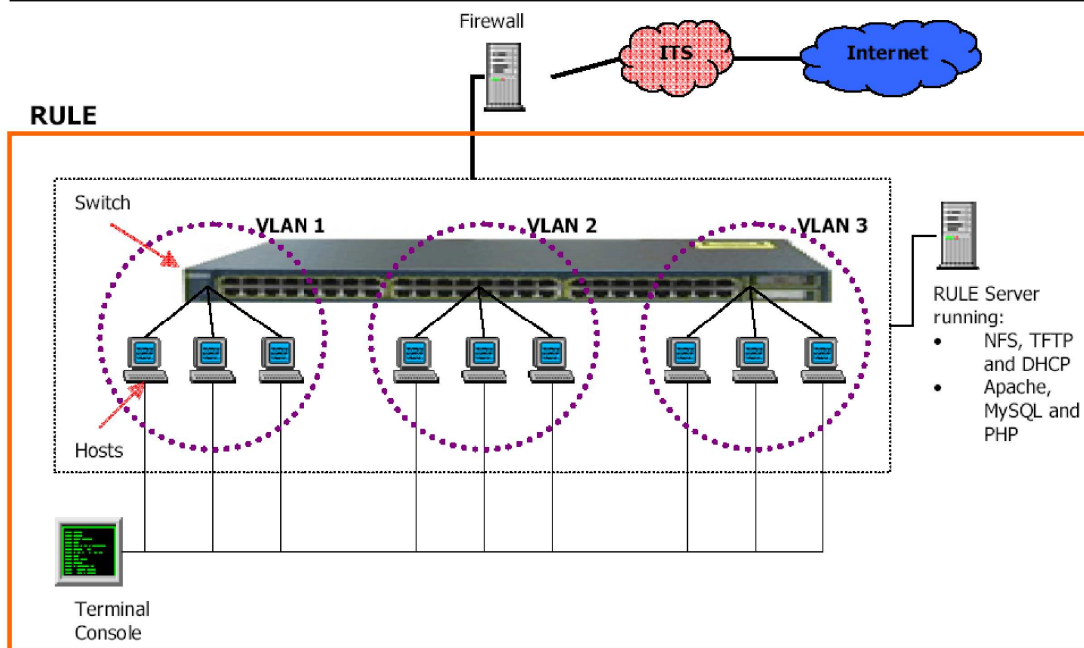 Firewall
ITS
Internet
RULE
Switch
VLAN 1
VLAN 2
VLAN 3
RULE Server
running:
• NFS, TFTP
and DHCP
• Apache,
MySQL and
PHP
Hosts
Terminal
Console